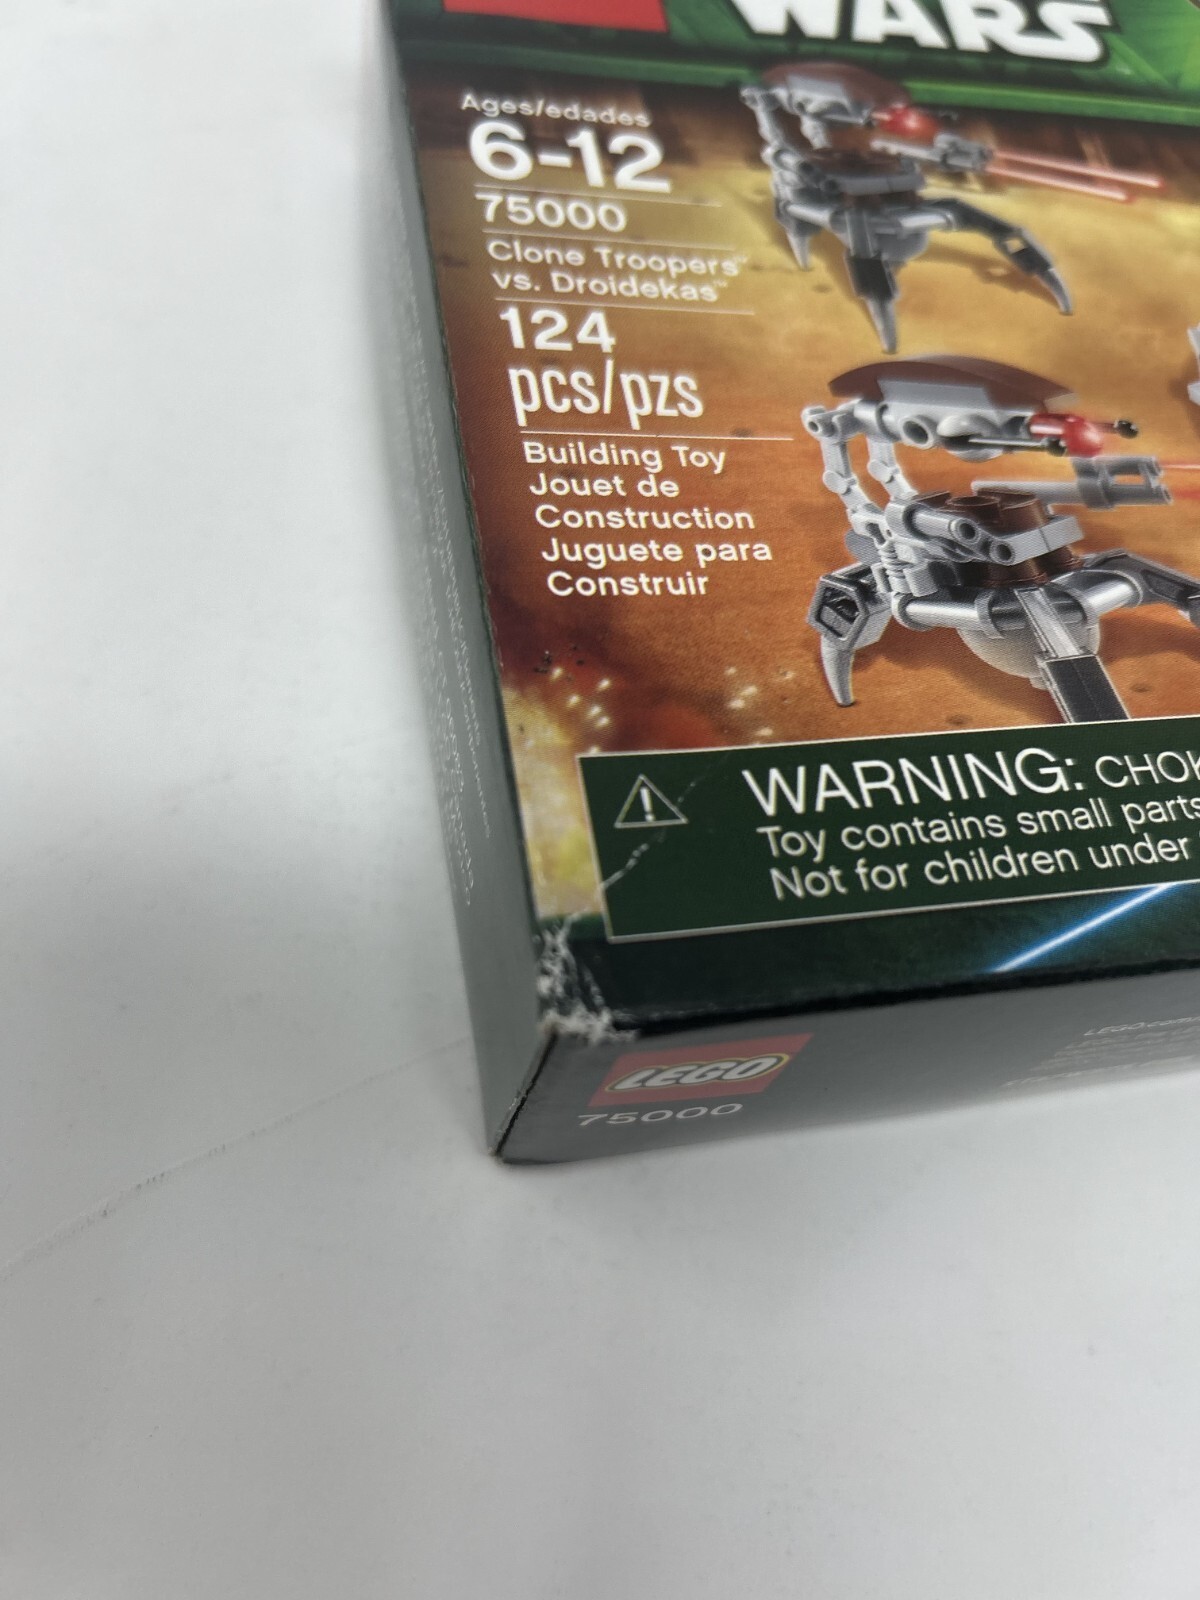 WARS
Ages/edades
6-12
75000
Clone Troopers™
vs. Droidekas™
124
pcs/pzs
Building Toy
Jouet de
Construction
Juguete para
Construir
WARNING: CHOK
Toy contains small parts
Not for children under
LEGO
75000